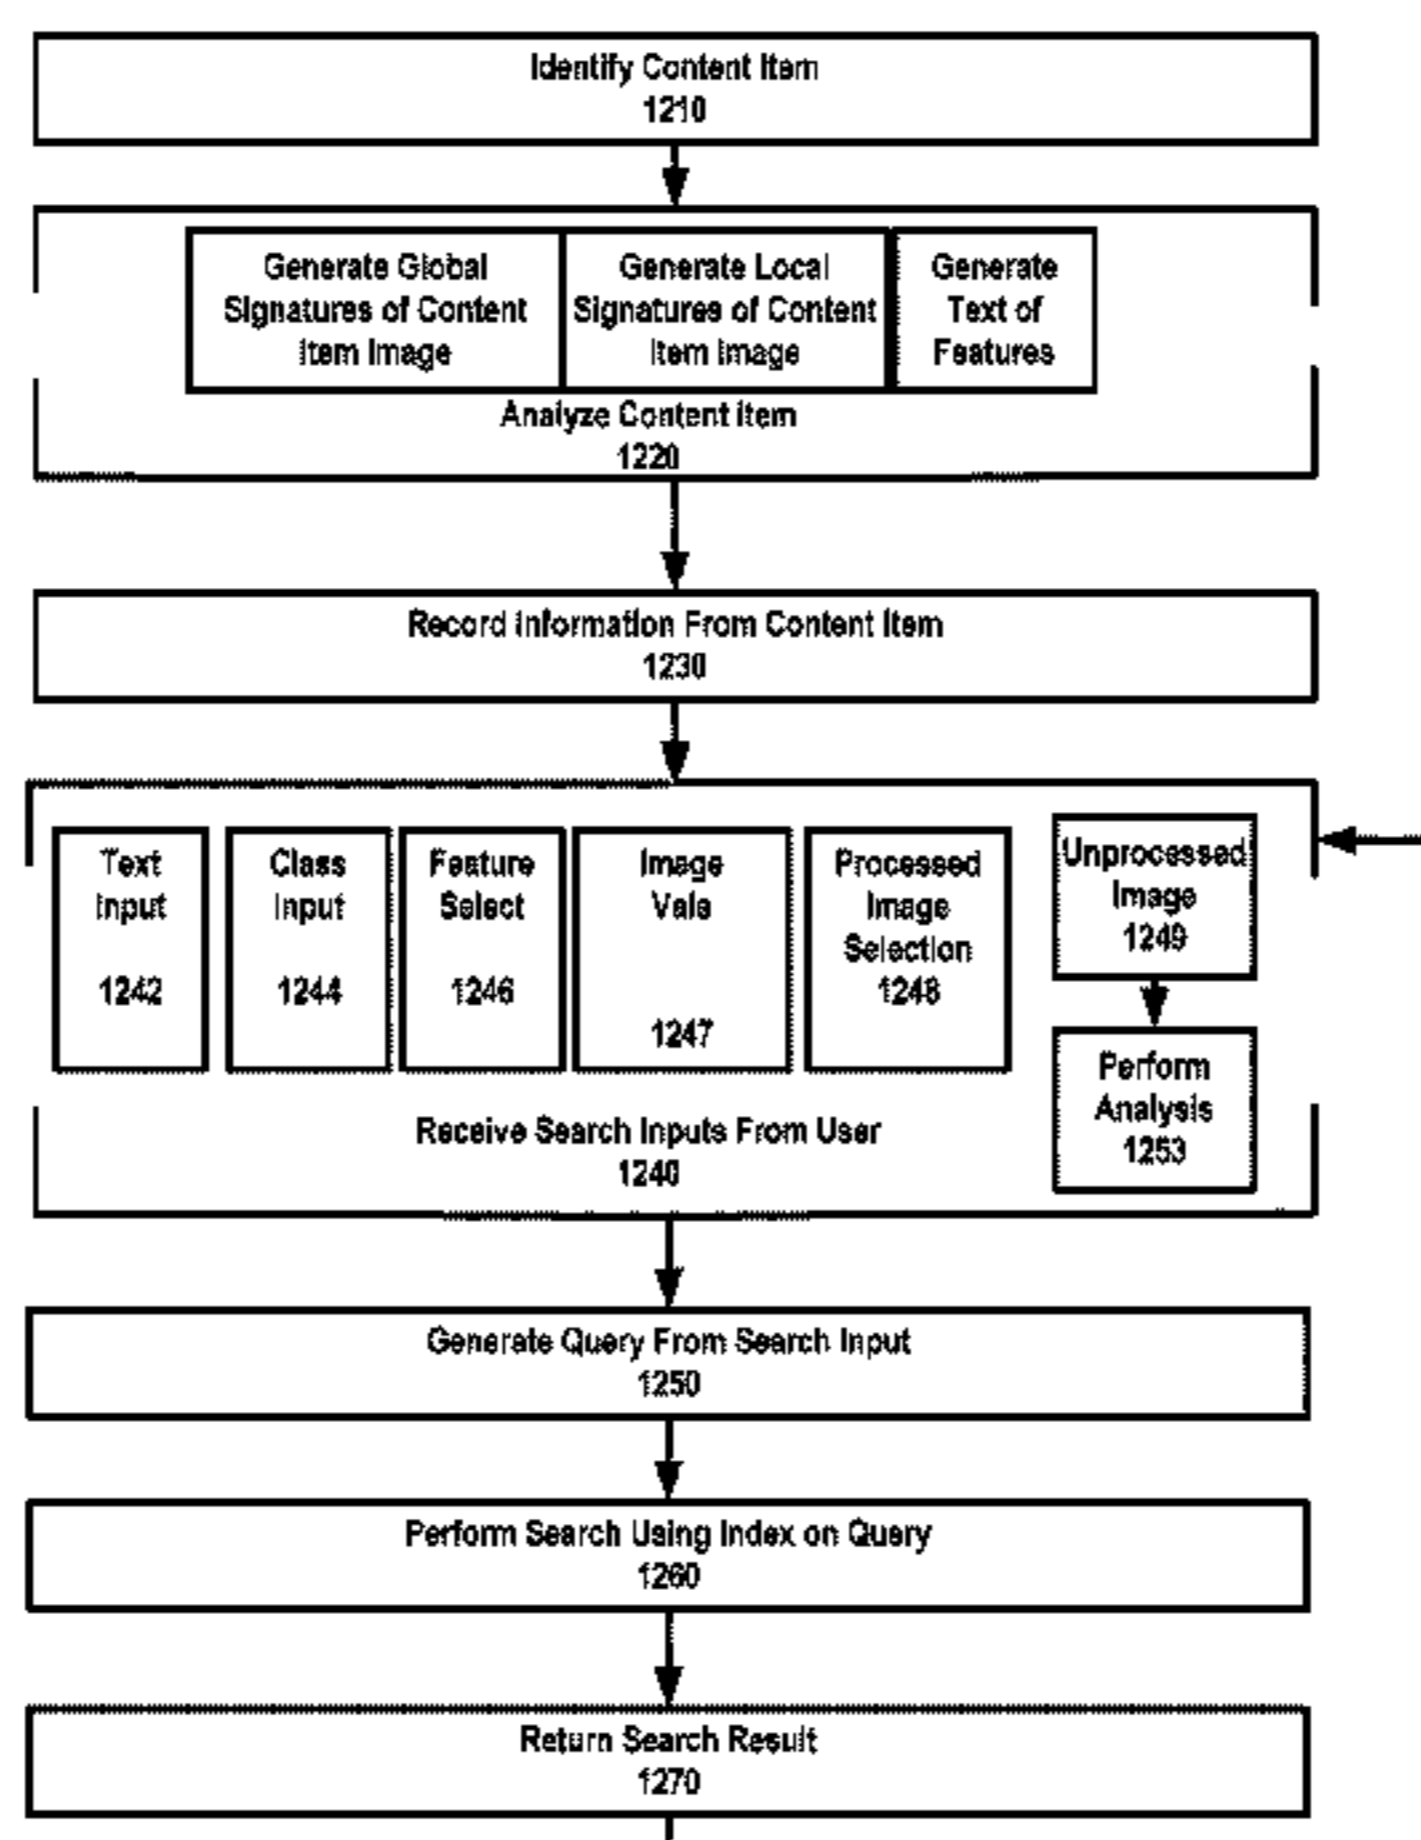 Identify Content Item
1210
Generate Global
Signatures of Content
Item Image
Generate Local
Signatures of Content
Item Image
Generate
Text of
Features
Analyze Content Item
1220
Record Information From Content Item
1230
Text
Input
1242
Class
Input
1244
Feature
Select
1246
Image
Vale
1247
Processed
Image
Selection
1248
Unprocessed
Image
1249
Perform
Analysis
1253
Receive Search Inputs From User
1240
Generate Query From Search Input
1250
Perform Search Using Index on Query
1260
Return Search Result
1270